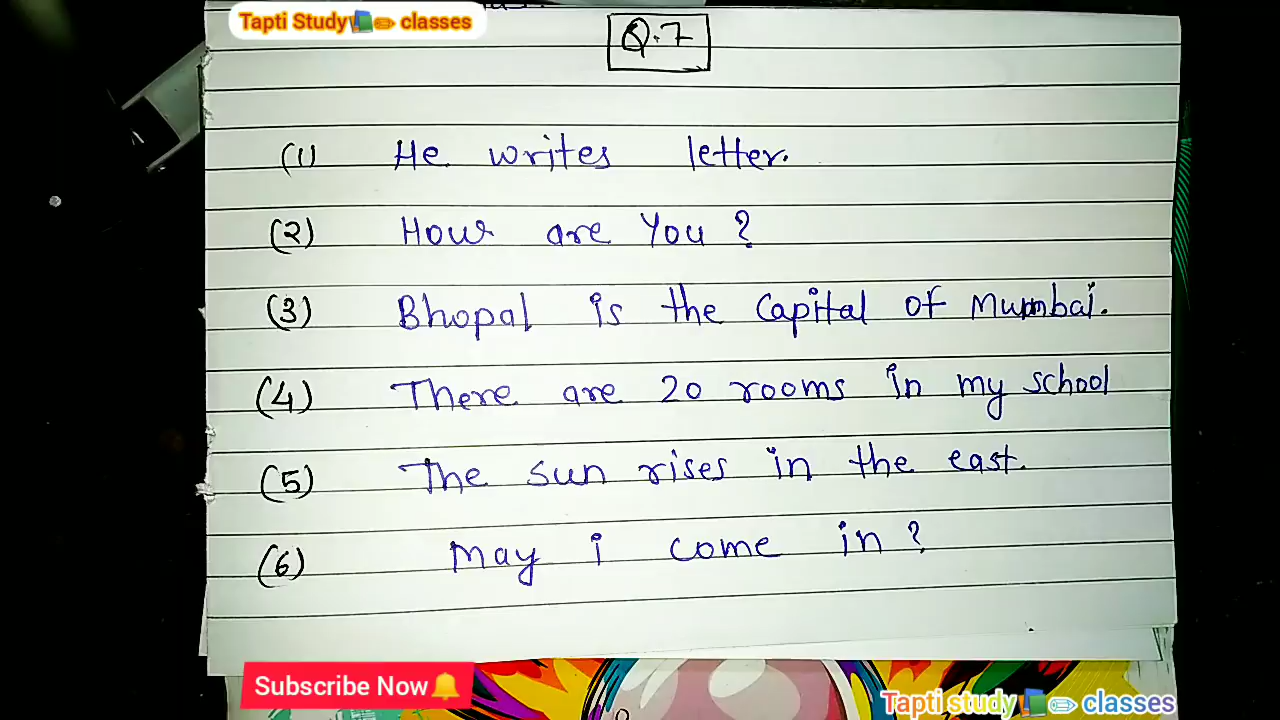 Tapti Study📚✏ classes
Q.7
(1) He writes letter.
(2) Hour are You ?
(3) Bhopal is the Capital of Mumbai.
(4) There are 20 rooms in my school
(5) The sun rises in the east.
(6) May i come in ?
Subscribe Now🔔
Tapti study📚✏ classes